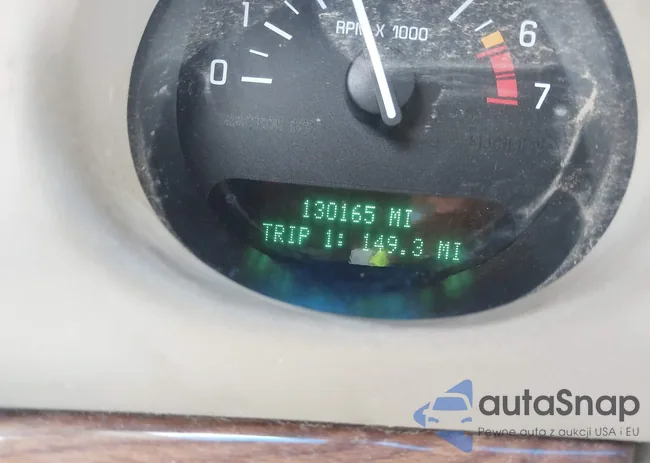 1
RPM X 1000
6
0
7
130165 MI
TRIP 1: 149.3 MI
autaSnap
Pewne auta z aukcji USA i EU